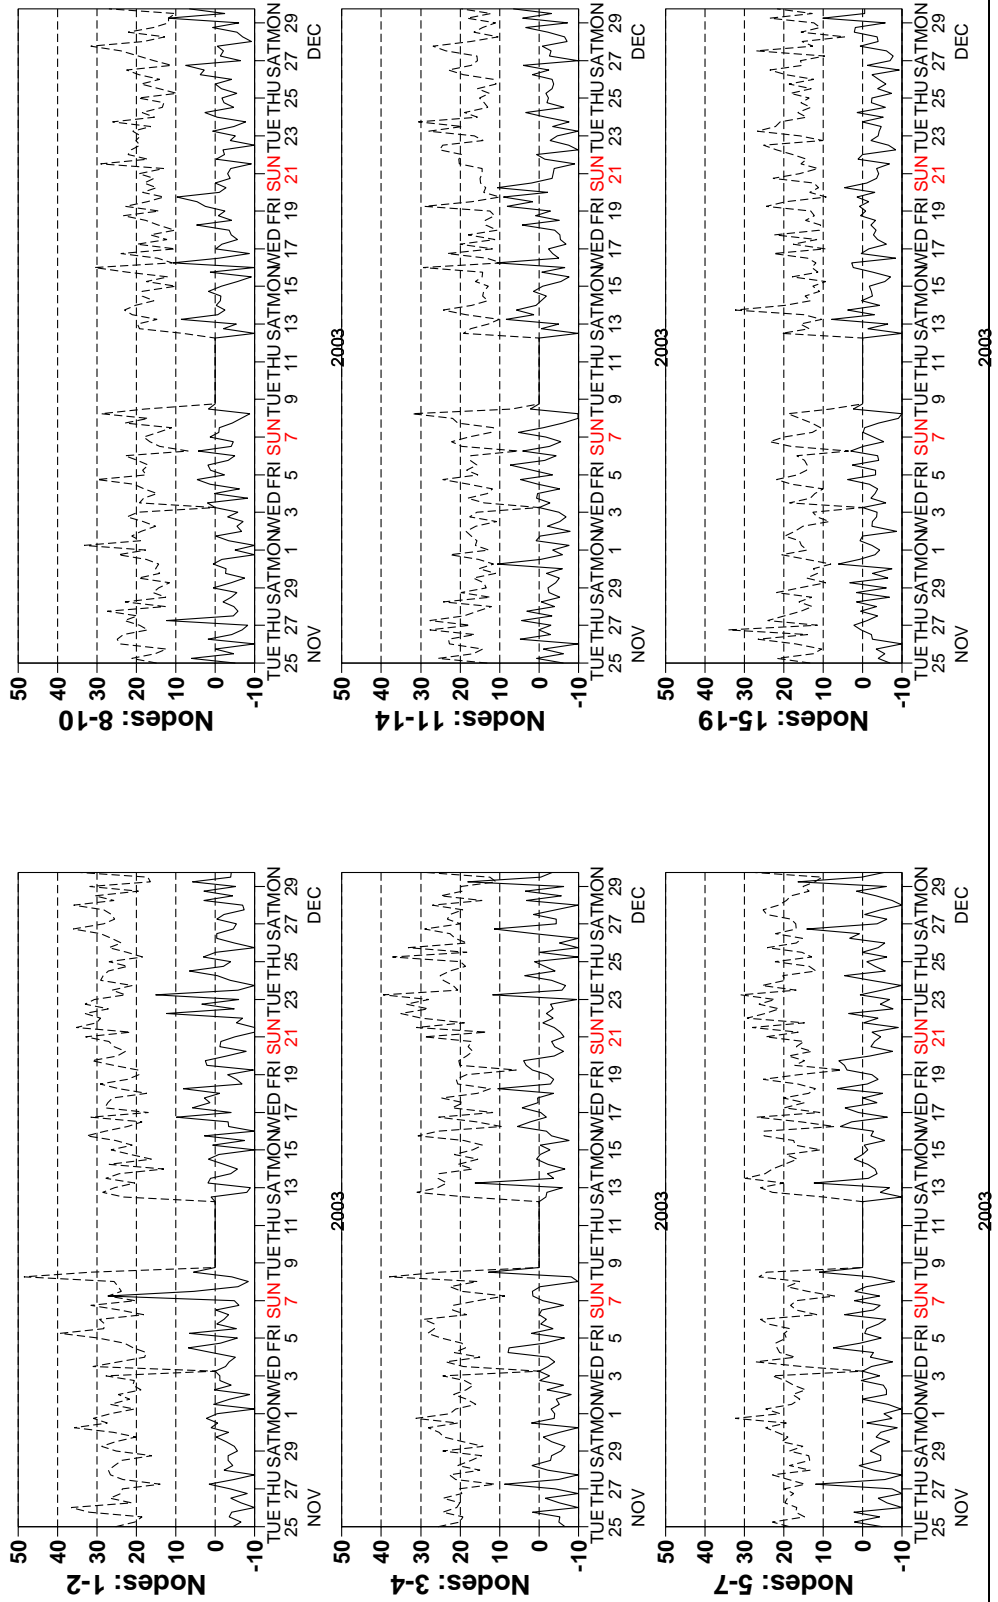 Nodes: 1-2
50
40
30
20
10
0
-10
TUE THU SAT MON WED FRI SUN TUE THU SAT MON WED FRI SUN TUE THU SAT MON
25 27 29 1 3 5 7 9 11 13 15 17 19 21 23 25 27 29
NOV DEC
2003
Nodes: 3-4
50
40
30
20
10
0
-10
TUE THU SAT MON WED FRI SUN TUE THU SAT MON WED FRI SUN TUE THU SAT MON
25 27 29 1 3 5 7 9 11 13 15 17 19 21 23 25 27 29
NOV DEC
2003
Nodes: 5-7
50
40
30
20
10
0
-10
TUE THU SAT MON WED FRI SUN TUE THU SAT MON WED FRI SUN TUE THU SAT MON
25 27 29 1 3 5 7 9 11 13 15 17 19 21 23 25 27 29
NOV DEC
2003
Nodes: 8-10
50
40
30
20
10
0
-10
TUE THU SAT MON WED FRI SUN TUE THU SAT MON WED FRI SUN TUE THU SAT MON
25 27 29 1 3 5 7 9 11 13 15 17 19 21 23 25 27 29
NOV DEC
2003
Nodes: 11-14
50
40
30
20
10
0
-10
TUE THU SAT MON WED FRI SUN TUE THU SAT MON WED FRI SUN TUE THU SAT MON
25 27 29 1 3 5 7 9 11 13 15 17 19 21 23 25 27 29
NOV DEC
2003
Nodes: 15-19
50
40
30
20
10
0
-10
TUE THU SAT MON WED FRI SUN TUE THU SAT MON WED FRI SUN TUE THU SAT MON
25 27 29 1 3 5 7 9 11 13 15 17 19 21 23 25 27 29
NOV DEC
2003